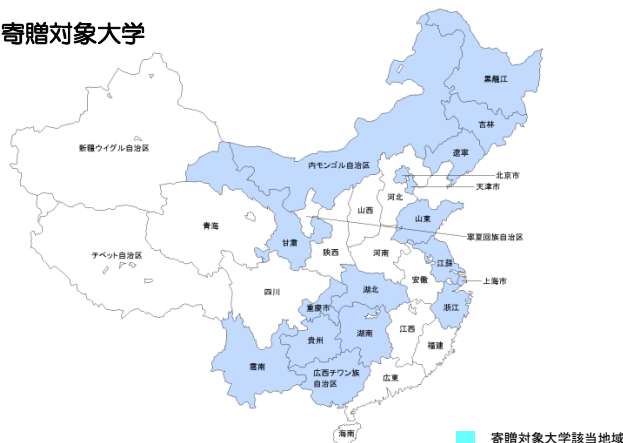 寄贈対象大学
黒龍江
吉林
新疆ウイグル自治区
遼寧
内モンゴル自治区
北京市
天津市
河北
山西
山東
青海
寧夏回族自治区
甘粛
陝西
河南
チベット自治区
江蘇
安徽
上海市
四川
湖北
重慶市
浙江
湖南
江西
貴州
福建
雲南
広西チワン族
自治区
広東
海南
寄贈対象大学該当地域